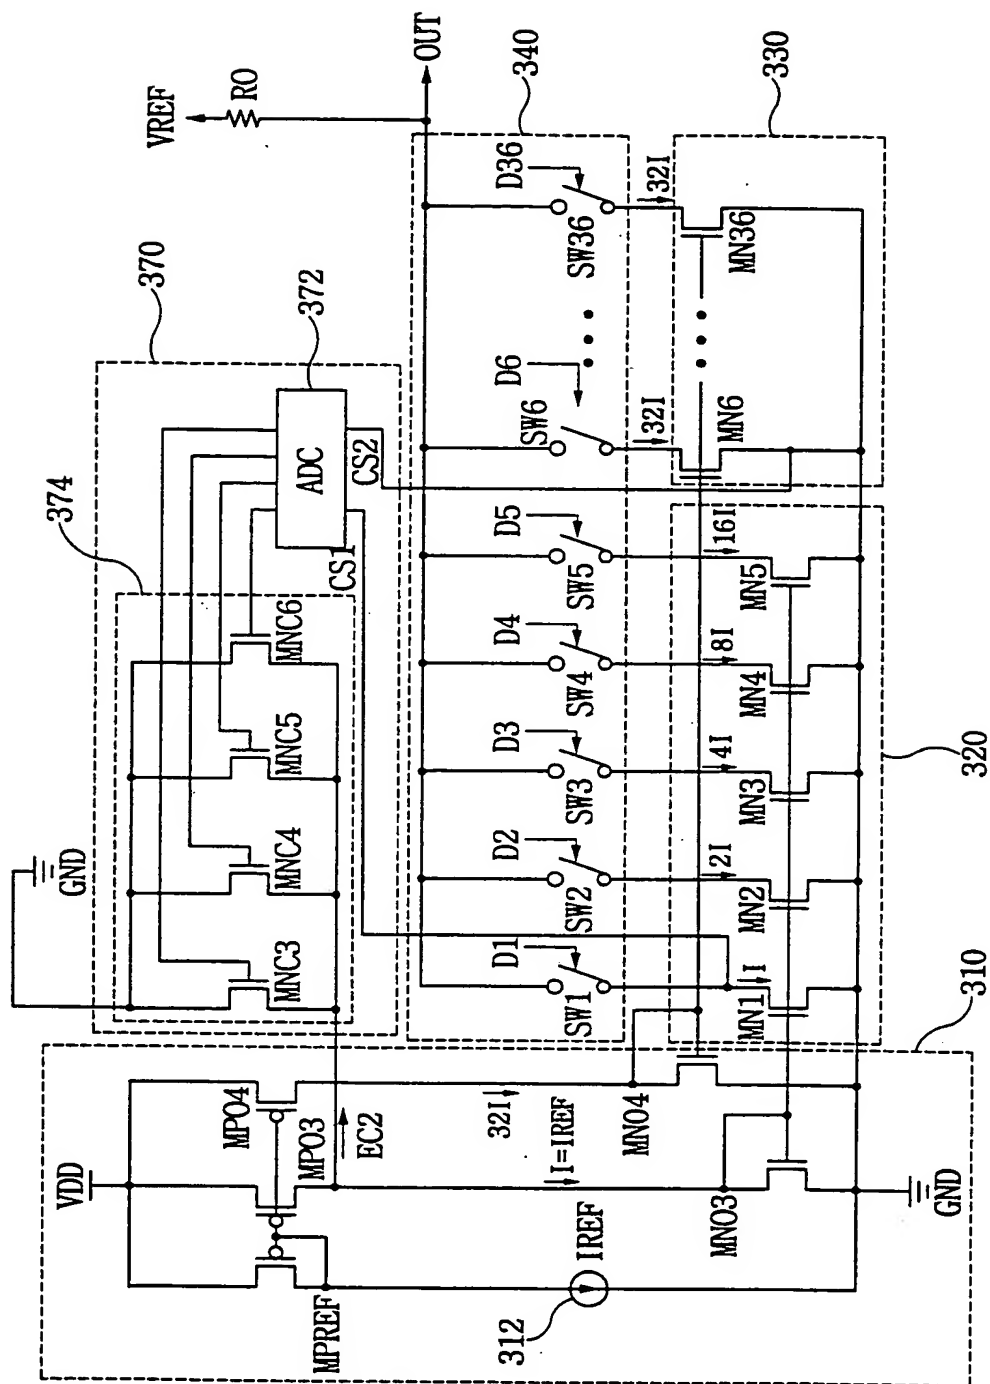 370
372
374
VREF
RO
OUT
340
330
GND
ADC
CS1
CS2
MNC3
MNC4
MNC5
MNC6
VDD
MPO4
MPO3
MPREF
EC2
32I
I=IREF
IREF
312
MNO3
MNO4
GND
310
D1
D2
D3
D4
D5
D6
D36
SW1
SW2
SW3
SW4
SW5
SW6
SW36
I
2I
4I
8I
16I
32I
32I
MN1
MN2
MN3
MN4
MN5
MN6
MN36
320